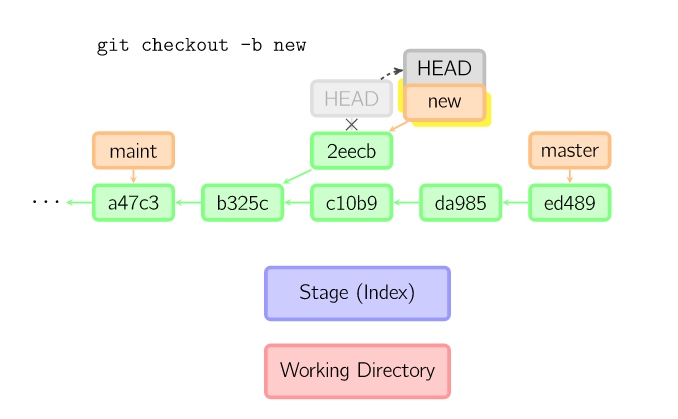 git checkout -b new
HEAD
HEAD
new
×
maint
2eecb
master
...
a47c3
b325c
c10b9
da985
ed489
Stage (Index)
Working Directory